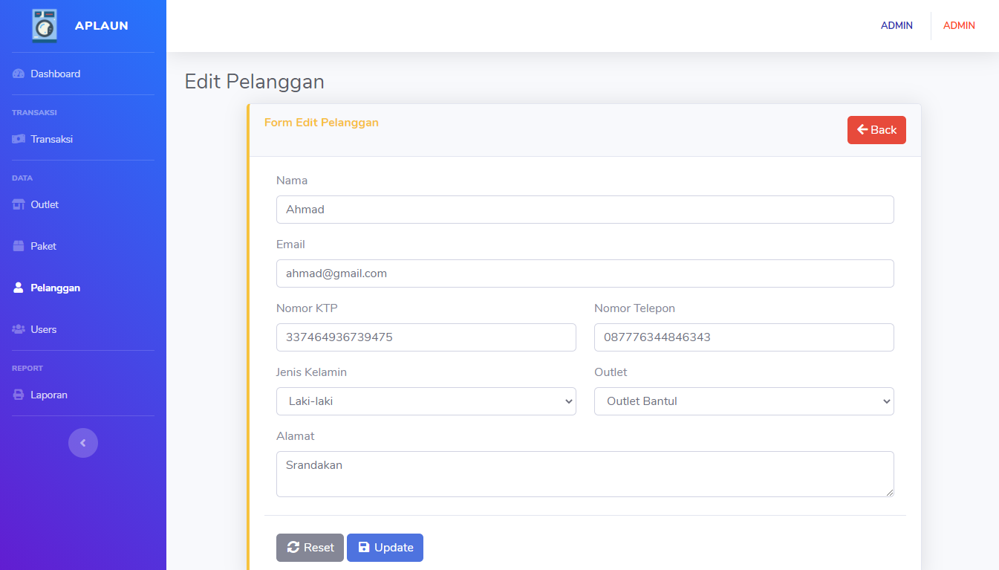 APLAUN
Dashboard
TRANSAKSI
Transaksi
DATA
Outlet
Paket
Pelanggan
Users
REPORT
Laporan
ADMIN ADMIN
Edit Pelanggan
Form Edit Pelanggan
Back
Nama
Ahmad
Email
ahmad@gmail.com
Nomor KTP Nomor Telepon
337464936739475 087776344846343
Jenis Kelamin Outlet
Laki-laki Outlet Bantul
Alamat
Srandakan
Reset Update